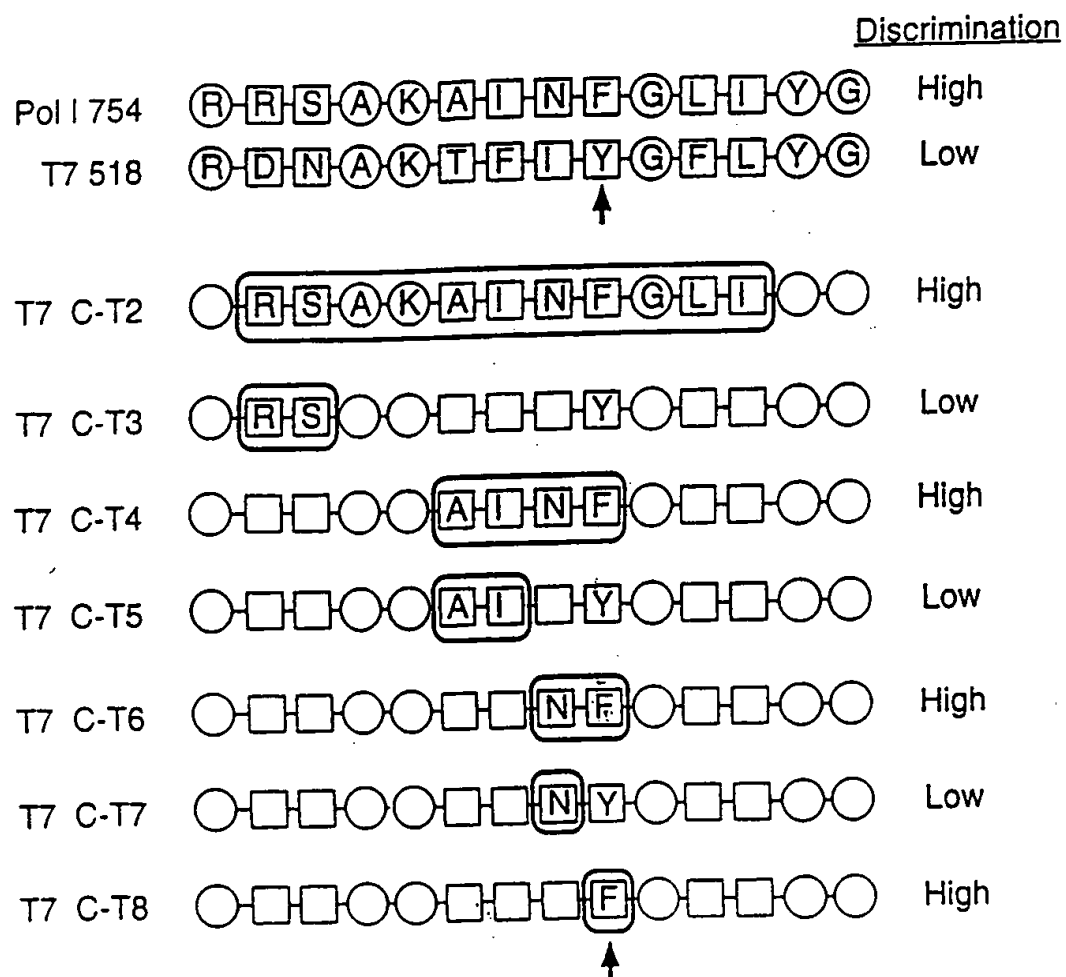 Discrimination
Pol I 754 R R S A K A I N F G L I Y G High
T7 518 R D N A K T F I Y G F L Y G Low
T7 C-T2 R S A K A I N F G L I High
T7 C-T3 R S Y Low
T7 C-T4 A I N F High
T7 C-T5 A I Y Low
T7 C-T6 N F High
T7 C-T7 N Y Low
T7 C-T8 F High